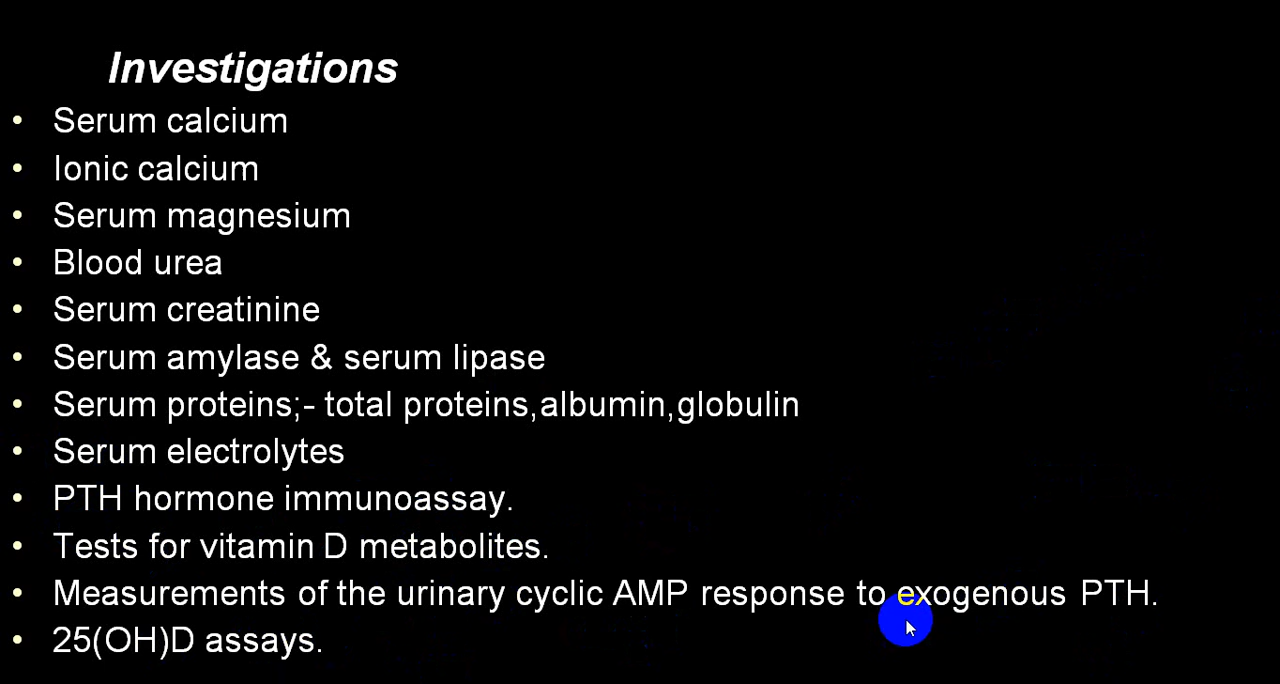 Investigations
• Serum calcium
• Ionic calcium
• Serum magnesium
• Blood urea
• Serum creatinine
• Serum amylase & serum lipase
• Serum proteins;- total proteins,albumin,globulin
• Serum electrolytes
• PTH hormone immunoassay.
• Tests for vitamin D metabolites.
• Measurements of the urinary cyclic AMP response to exogenous PTH.
• 25(OH)D assays.